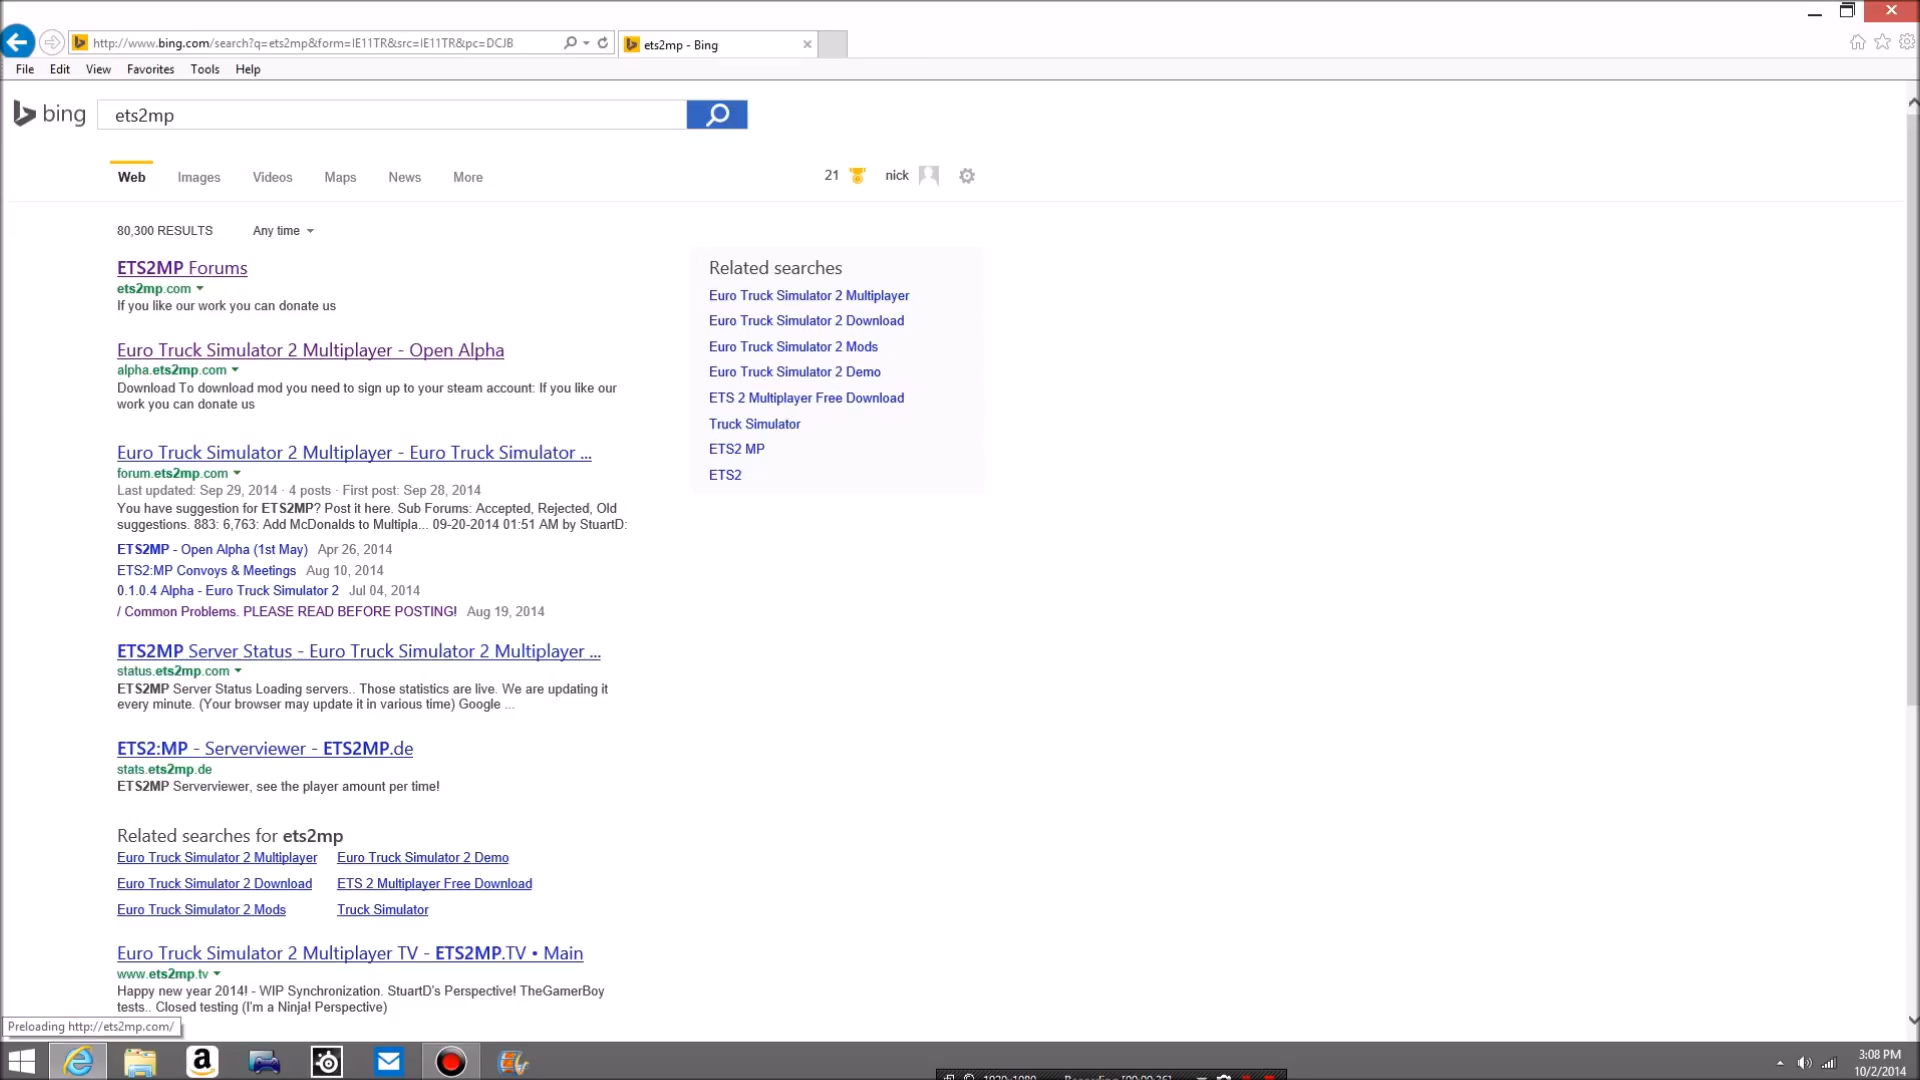 http://www.bing.com/search?q=ets2mp&form=IE11TR&src=IE11TR&pc=DCJB
ets2mp - Bing
File Edit View Favorites Tools Help
bing
ets2mp
Web Images Videos Maps News More
21 nick
80,300 RESULTS Any time
ETS2MP Forums
ets2mp.com
If you like our work you can donate us
Euro Truck Simulator 2 Multiplayer - Open Alpha
alpha.ets2mp.com
Download To download mod you need to sign up to your steam account: If you like our
work you can donate us
Euro Truck Simulator 2 Multiplayer - Euro Truck Simulator ...
forum.ets2mp.com
Last updated: Sep 29, 2014 · 4 posts · First post: Sep 28, 2014
You have suggestion for ETS2MP? Post it here. Sub Forums: Accepted, Rejected, Old
suggestions. 883: 6,763: Add McDonalds to Multipla... 09-20-2014 01:51 AM by StuartD:
ETS2MP - Open Alpha (1st May) Apr 26, 2014
ETS2:MP Convoys & Meetings Aug 10, 2014
0.1.0.4 Alpha - Euro Truck Simulator 2 Jul 04, 2014
/ Common Problems. PLEASE READ BEFORE POSTING! Aug 19, 2014
ETS2MP Server Status - Euro Truck Simulator 2 Multiplayer ...
status.ets2mp.com
ETS2MP Server Status Loading servers.. Those statistics are live. We are updating it
every minute. (Your browser may update it in various time) Google ...
ETS2:MP - Serverviewer - ETS2MP.de
stats.ets2mp.de
ETS2MP Serverviewer, see the player amount per time!
Related searches for ets2mp
Euro Truck Simulator 2 Multiplayer Euro Truck Simulator 2 Demo
Euro Truck Simulator 2 Download ETS 2 Multiplayer Free Download
Euro Truck Simulator 2 Mods Truck Simulator
Euro Truck Simulator 2 Multiplayer TV - ETS2MP.TV • Main
www.ets2mp.tv
Happy new year 2014! - WIP Synchronization. StuartD's Perspective! TheGamerBoy
tests.. Closed testing (I'm a Ninja! Perspective)
Related searches
Euro Truck Simulator 2 Multiplayer
Euro Truck Simulator 2 Download
Euro Truck Simulator 2 Mods
Euro Truck Simulator 2 Demo
ETS 2 Multiplayer Free Download
Truck Simulator
ETS2 MP
ETS2
Preloading http://ets2mp.com/
3:08 PM
10/2/2014